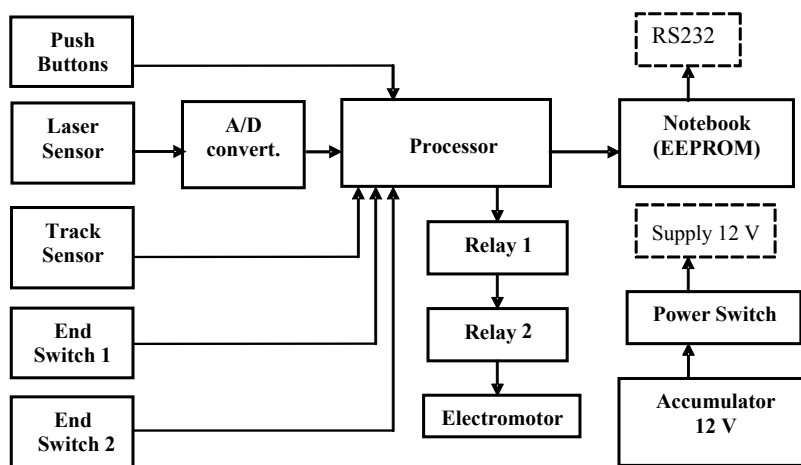 Push
Buttons
RS232
Laser
Sensor
A/D
convert.
Processor
Notebook
(EEPROM)
Track
Sensor
Relay 1
Supply 12 V
End
Switch 1
Relay 2
Power Switch
End
Switch 2
Electromotor
Accumulator
12 V